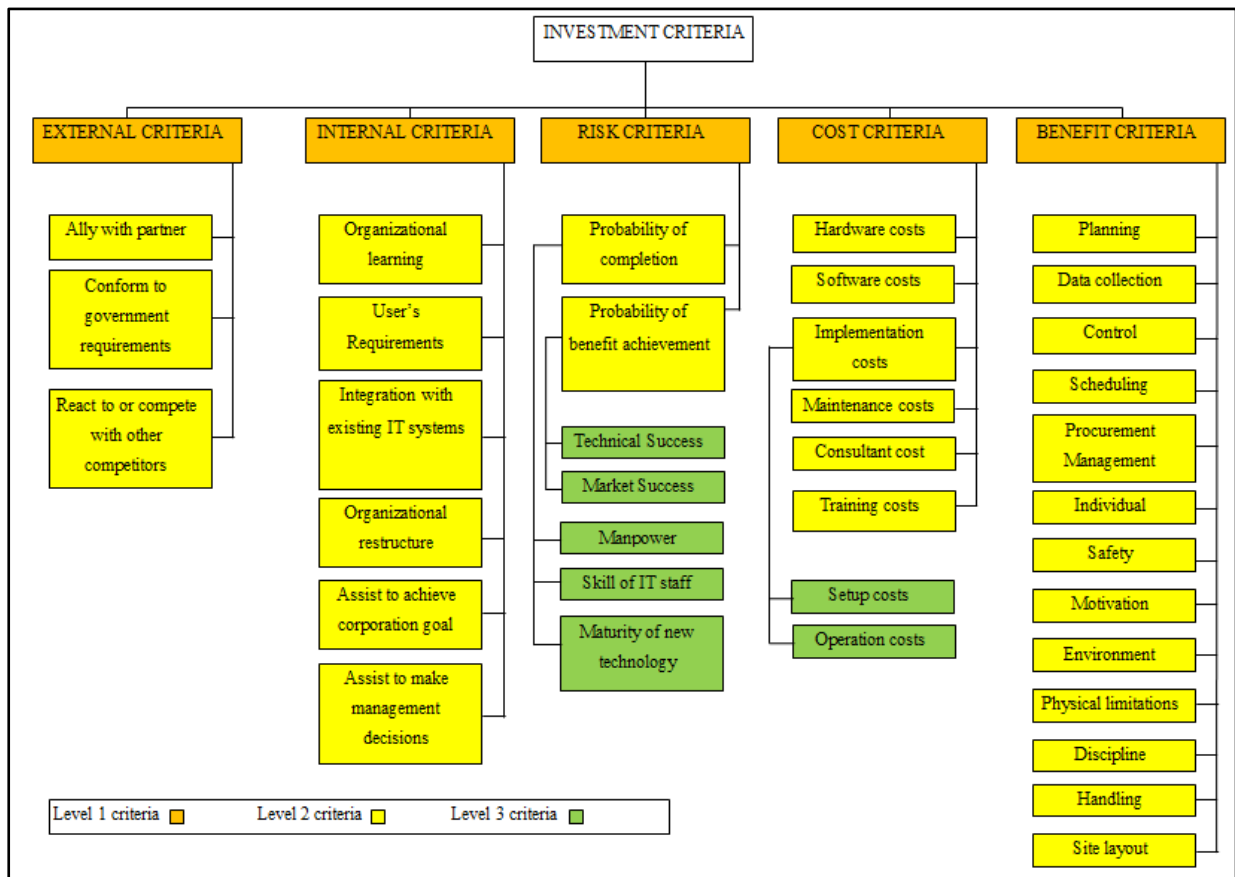 INVESTMENT CRITERIA
EXTERNAL CRITERIA
Ally with partner
Conform to
government
requirements
React to or compete
with other
competitors
INTERNAL CRITERIA
Organizational
learning
User’s
Requirements
Integration with
existing IT systems
Organizational
restructure
Assist to achieve
corporation goal
Assist to make
management
decisions
RISK CRITERIA
Probability of
completion
Probability of
benefit achievement
Technical Success
Market Success
Manpower
Skill of IT staff
Maturity of new
technology
COST CRITERIA
Hardware costs
Software costs
Implementation
costs
Maintenance costs
Consultant cost
Training costs
Setup costs
Operation costs
BENEFIT CRITERIA
Planning
Data collection
Control
Scheduling
Procurement
Management
Individual
Safety
Motivation
Environment
Physical limitations
Discipline
Handling
Site layout
Level 1 criteria
Level 2 criteria
Level 3 criteria